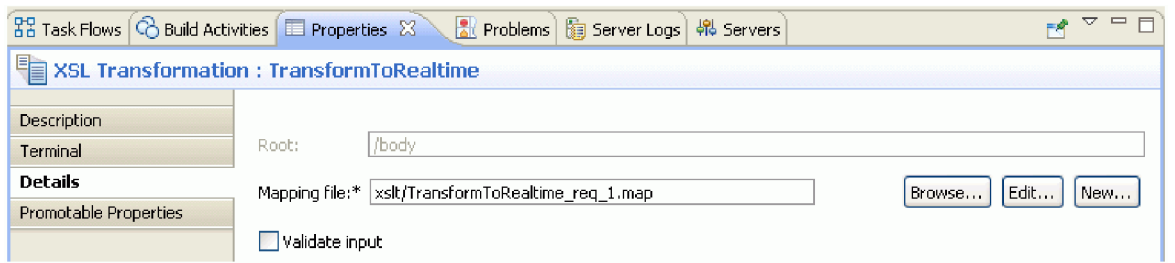 Task Flows Build Activities Properties Problems Server Logs Servers
XSL Transformation : TransformToRealtime
Description
Terminal
Root: /body
Details
Mapping file:* xslt/TransformToRealtime_req_1.map Browse... Edit... New...
Promotable Properties
Validate input